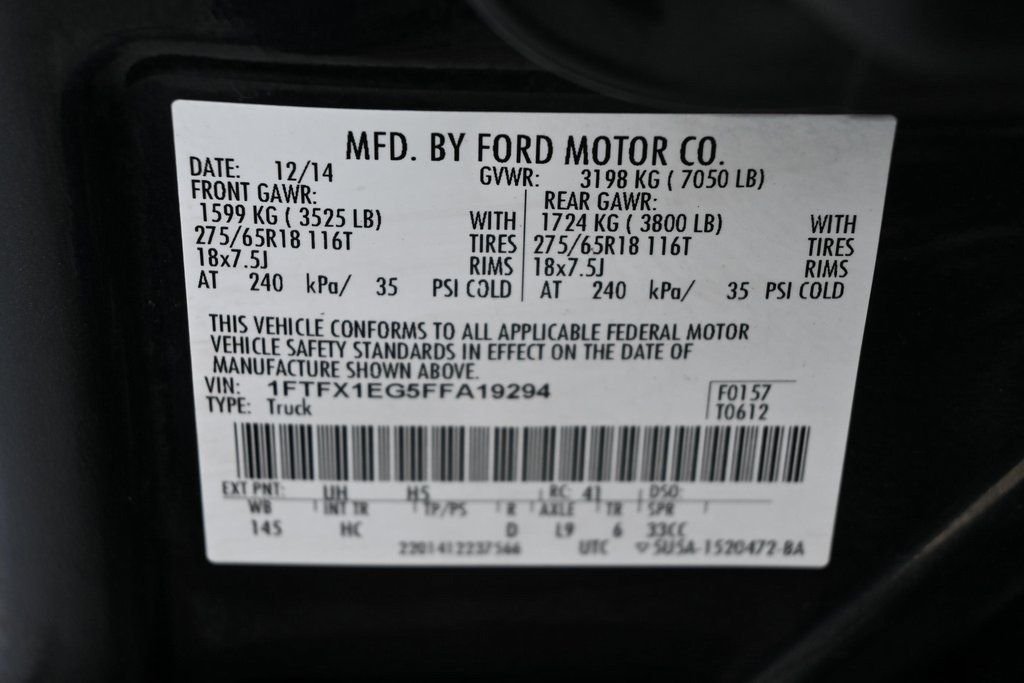 MFD. BY FORD MOTOR CO.
DATE: 12/14 GVWR: 3198 KG ( 7050 LB)
FRONT GAWR: REAR GAWR:
1599 KG ( 3525 LB) WITH 1724 KG ( 3800 LB) WITH
275/65R18 116T TIRES 275/65R18 116T TIRES
18x7.5J RIMS 18x7.5J RIMS
AT 240 kPa/ 35 PSI COLD AT 240 kPa/ 35 PSI COLD
THIS VEHICLE CONFORMS TO ALL APPLICABLE FEDERAL MOTOR
VEHICLE SAFETY STANDARDS IN EFFECT ON THE DATE OF
MANUFACTURE SHOWN ABOVE.
VIN: 1FTFX1EG5FFA19294 F0157
TYPE: Truck T0612
EXT PNT: UH H5 RC: 41 DSO:
WB INT TR TP/PS R AXLE TR SPR
145 HC D L9 6 33CC
2201412237566 UTC ▽5U5A-1520472-BA